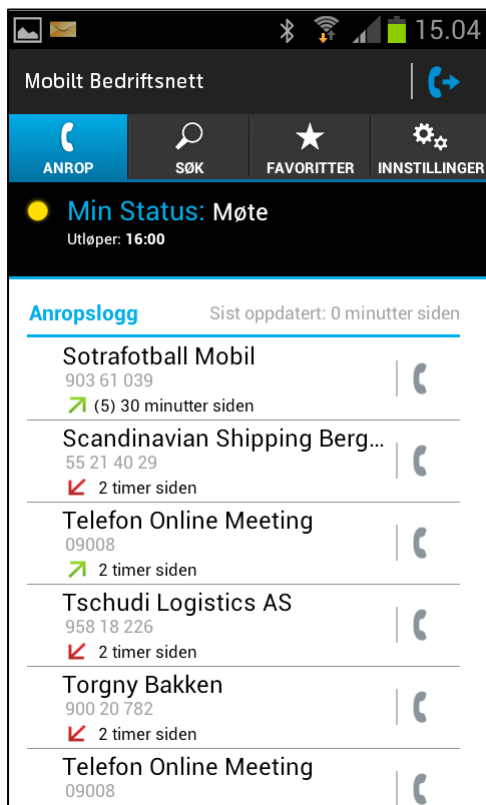 15.04
Mobilt Bedriftsnett
ANROP SØK FAVORITTER INNSTILLINGER
Min Status: Møte
Utløper: 16:00
Anropslogg Sist oppdatert: 0 minutter siden
Sotrafotball Mobil
903 61 039
(5) 30 minutter siden
Scandinavian Shipping Berg...
55 21 40 29
2 timer siden
Telefon Online Meeting
09008
2 timer siden
Tschudi Logistics AS
958 18 226
2 timer siden
Torgny Bakken
900 20 782
2 timer siden
Telefon Online Meeting
09008